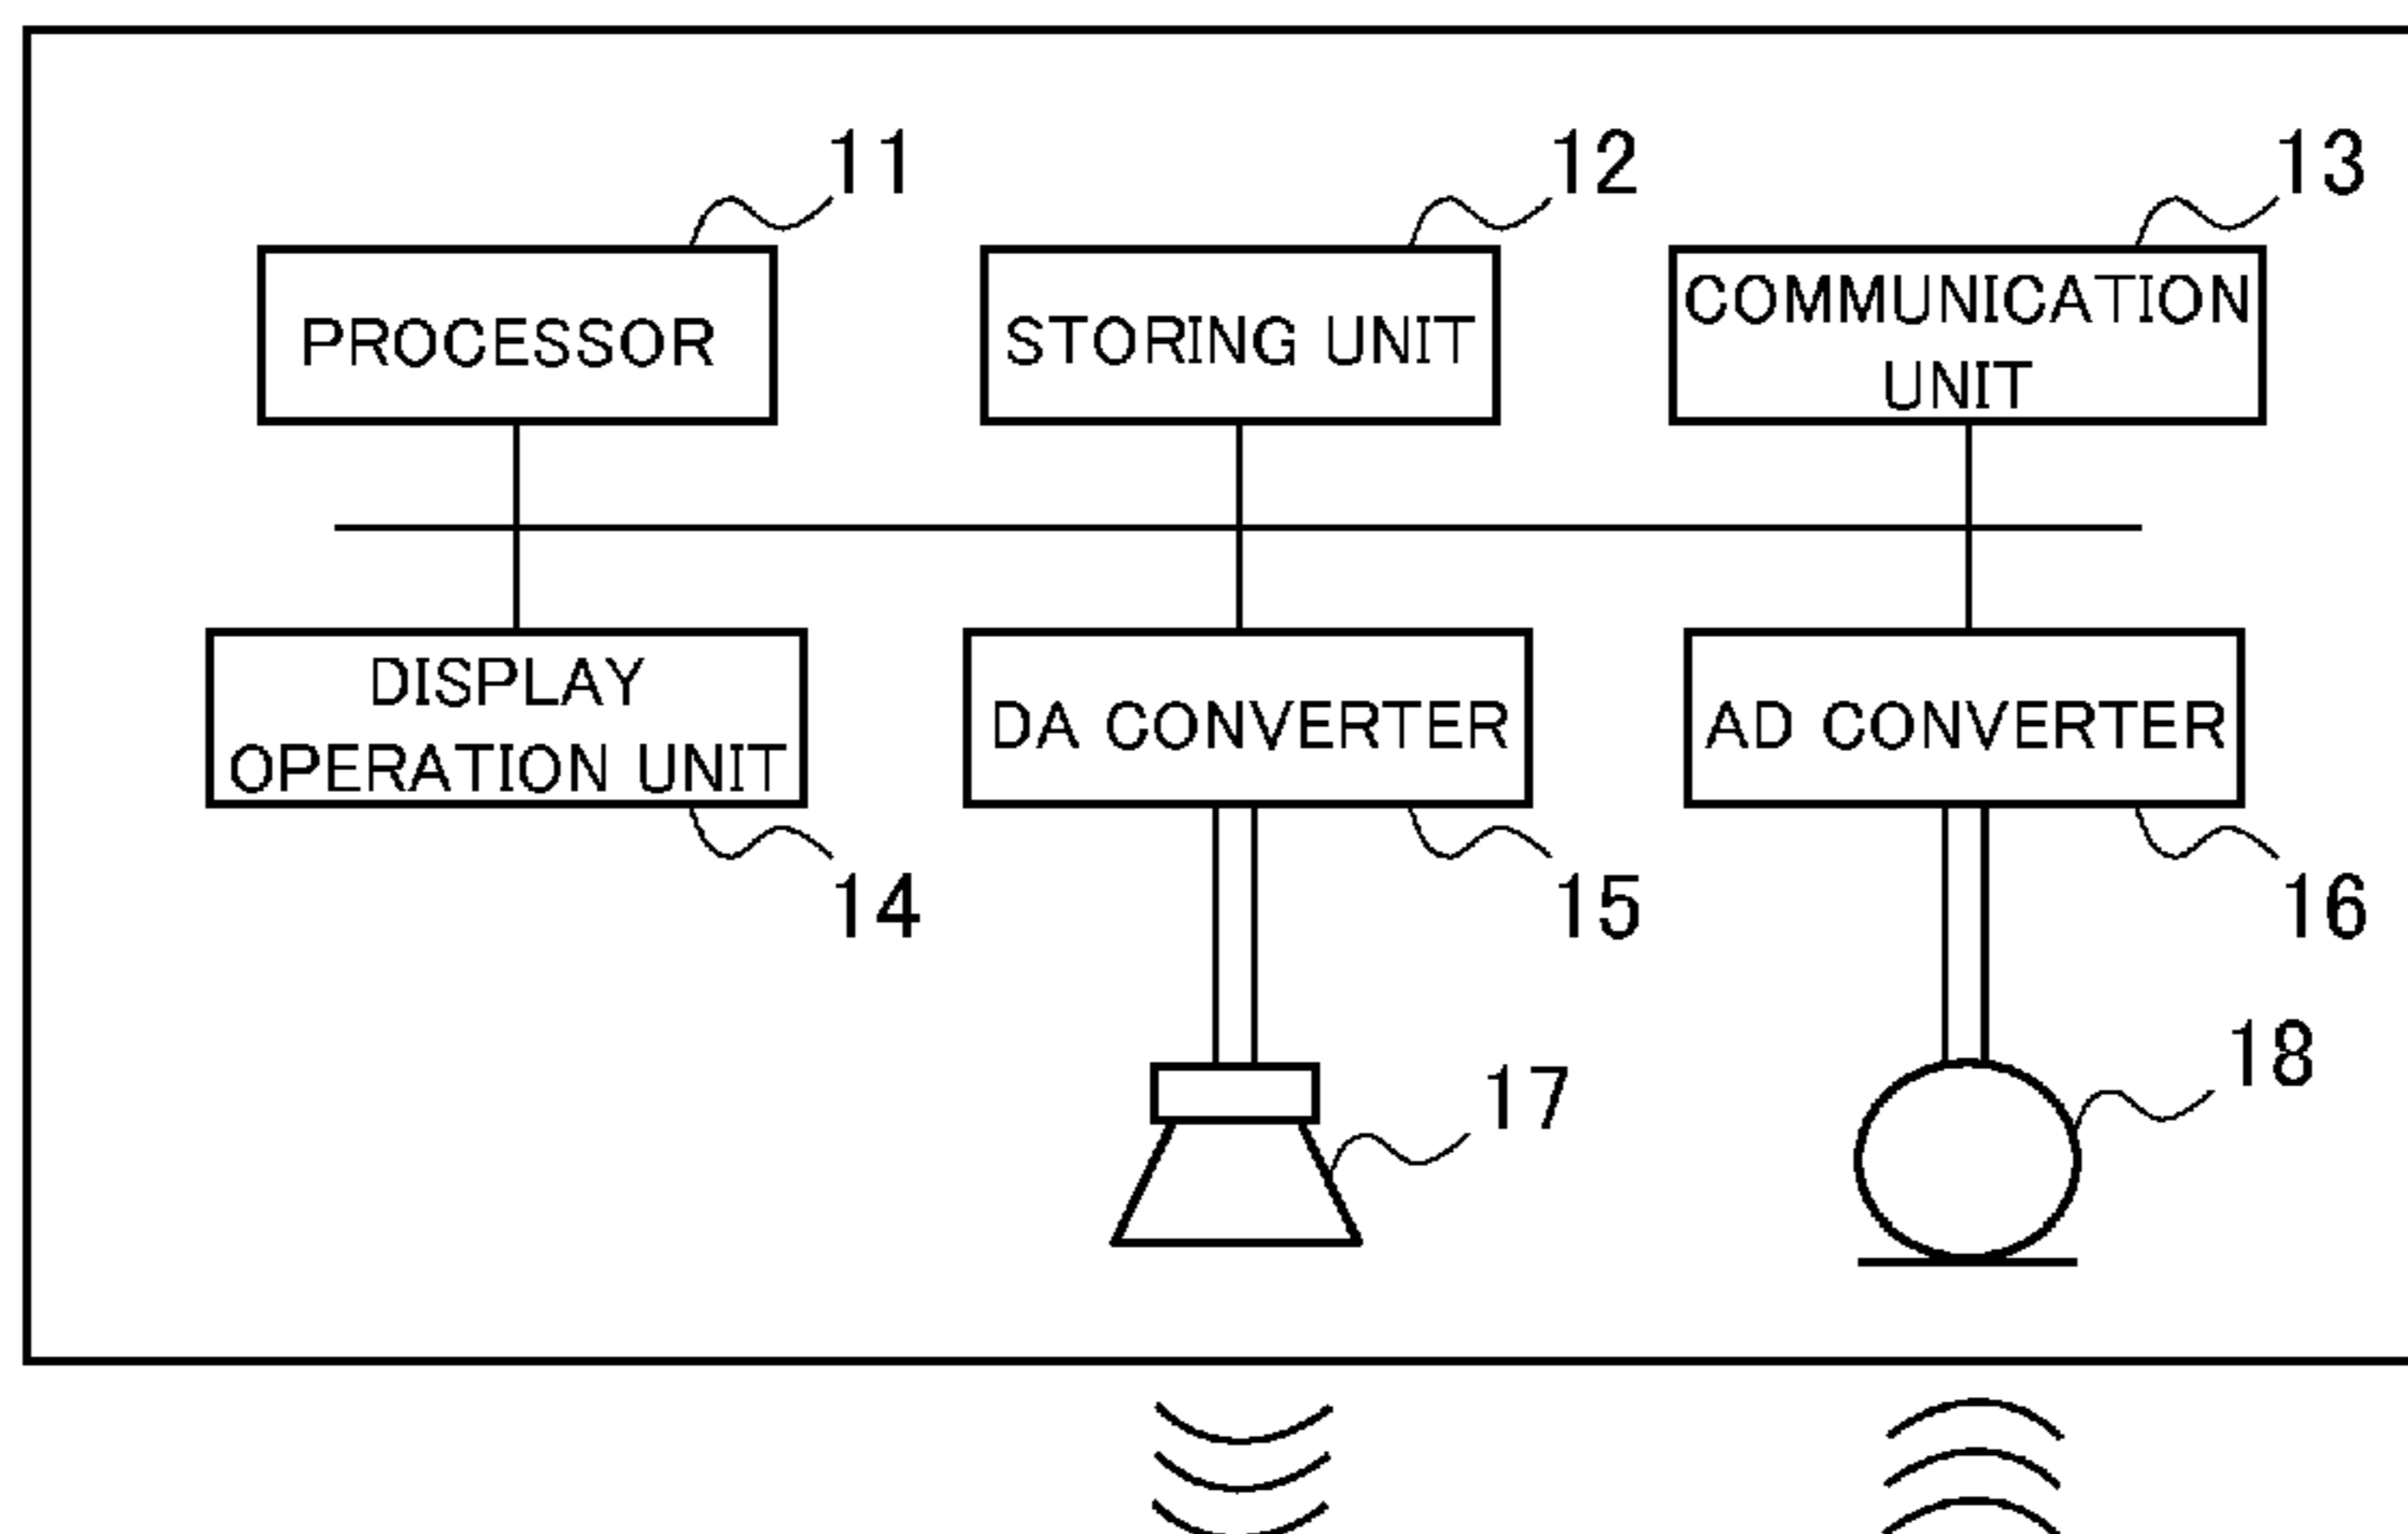 11
12
13
PROCESSOR
STORING UNIT
COMMUNICATION
UNIT
DISPLAY
OPERATION UNIT
DA CONVERTER
AD CONVERTER
14
15
16
17
18